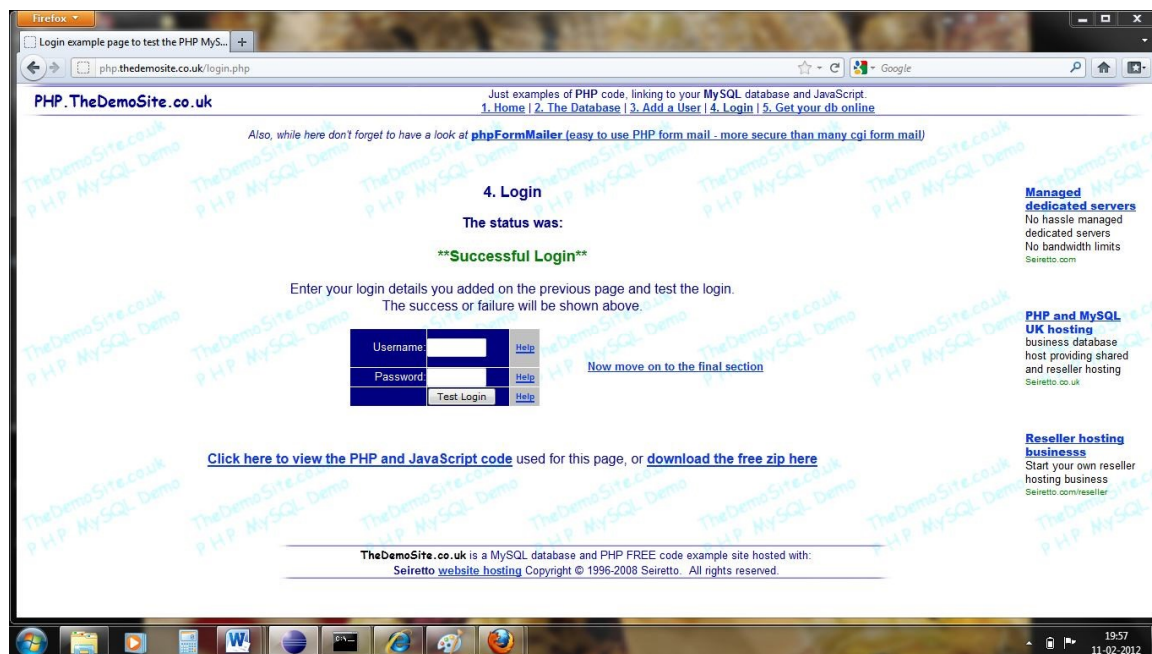 Firefox
Login example page to test the PHP MyS...
php.thedemosite.co.uk/login.php
Google
PHP.TheDemoSite.co.uk
Just examples of PHP code, linking to your MySQL database and JavaScript.
1. Home | 2. The Database | 3. Add a User | 4. Login | 5. Get your db online
Also, while here don't forget to have a look at phpFormMailer (easy to use PHP form mail - more secure than many cgi form mail)
4. Login
The status was:
**Successful Login**
Enter your login details you added on the previous page and test the login.
The success or failure will be shown above.
Username:
Help
Password:
Help
Test Login
Help
Now move on to the final section
Click here to view the PHP and JavaScript code used for this page, or download the free zip here
TheDemoSite.co.uk is a MySQL database and PHP FREE code example site hosted with:
Seiretto website hosting Copyright © 1996-2008 Seiretto. All rights reserved.
Managed
dedicated servers
No hassle managed
dedicated servers
No bandwidth limits
Seiretto.com
PHP and MySQL
UK hosting
business database
host providing shared
and reseller hosting
Seiretto.co.uk
Reseller hosting
businesss
Start your own reseller
hosting business
Seiretto.com/reseller
TheDemoSite.co.uk
PHP MySQL Demo
19:57
11-02-2012